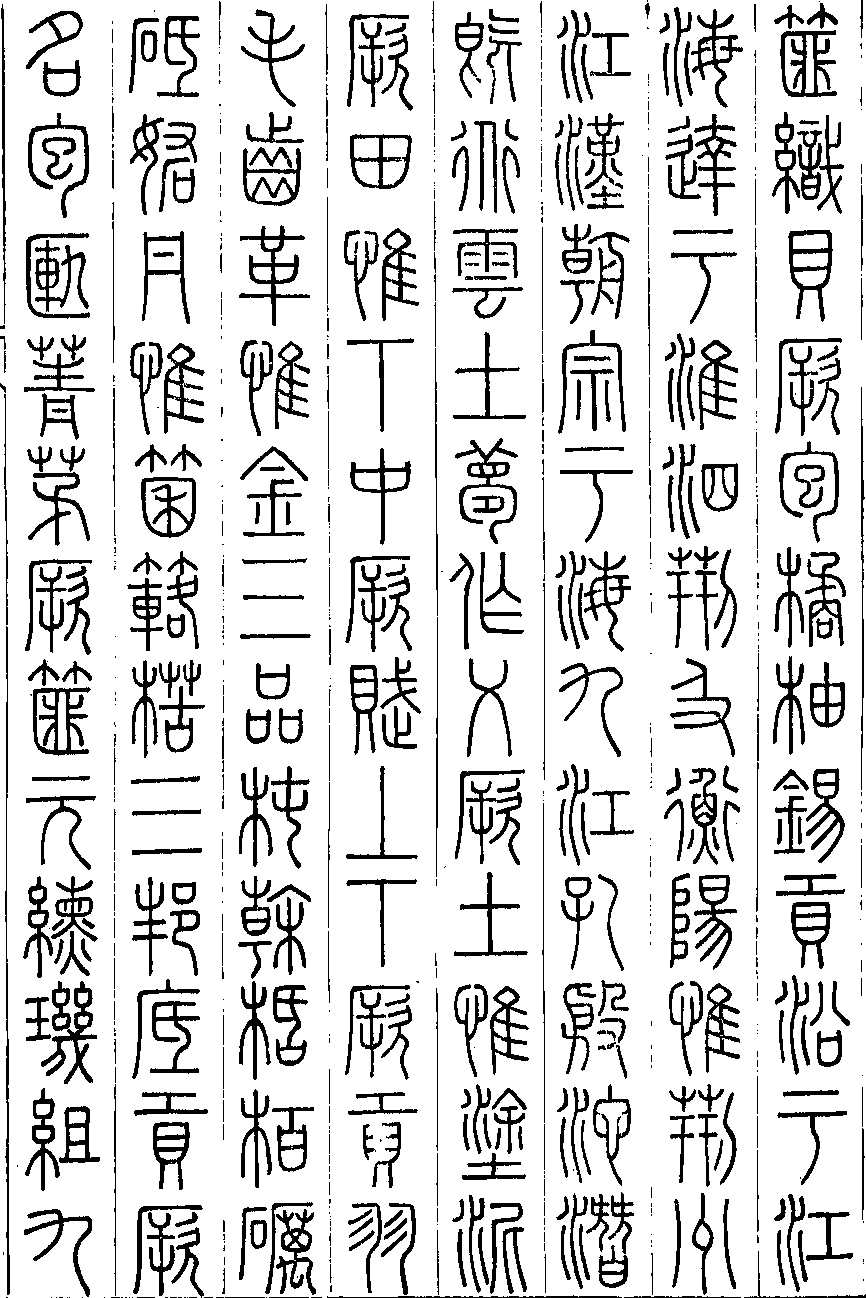 篚織貝厥包橘柚錫貢沿于江
海達于淮泗荊及衡陽惟荊州
江漢朝宗于海九江孔殷沱潛
既道雲土夢作乂厥土惟塗泥
厥田惟下中厥賦上下厥貢羽
毛齒革惟金三品杶榦栝柏礪
砥砮丹惟箘簵楛三邦厎貢厥
名包匭菁茅厥篚玄纁璣組九